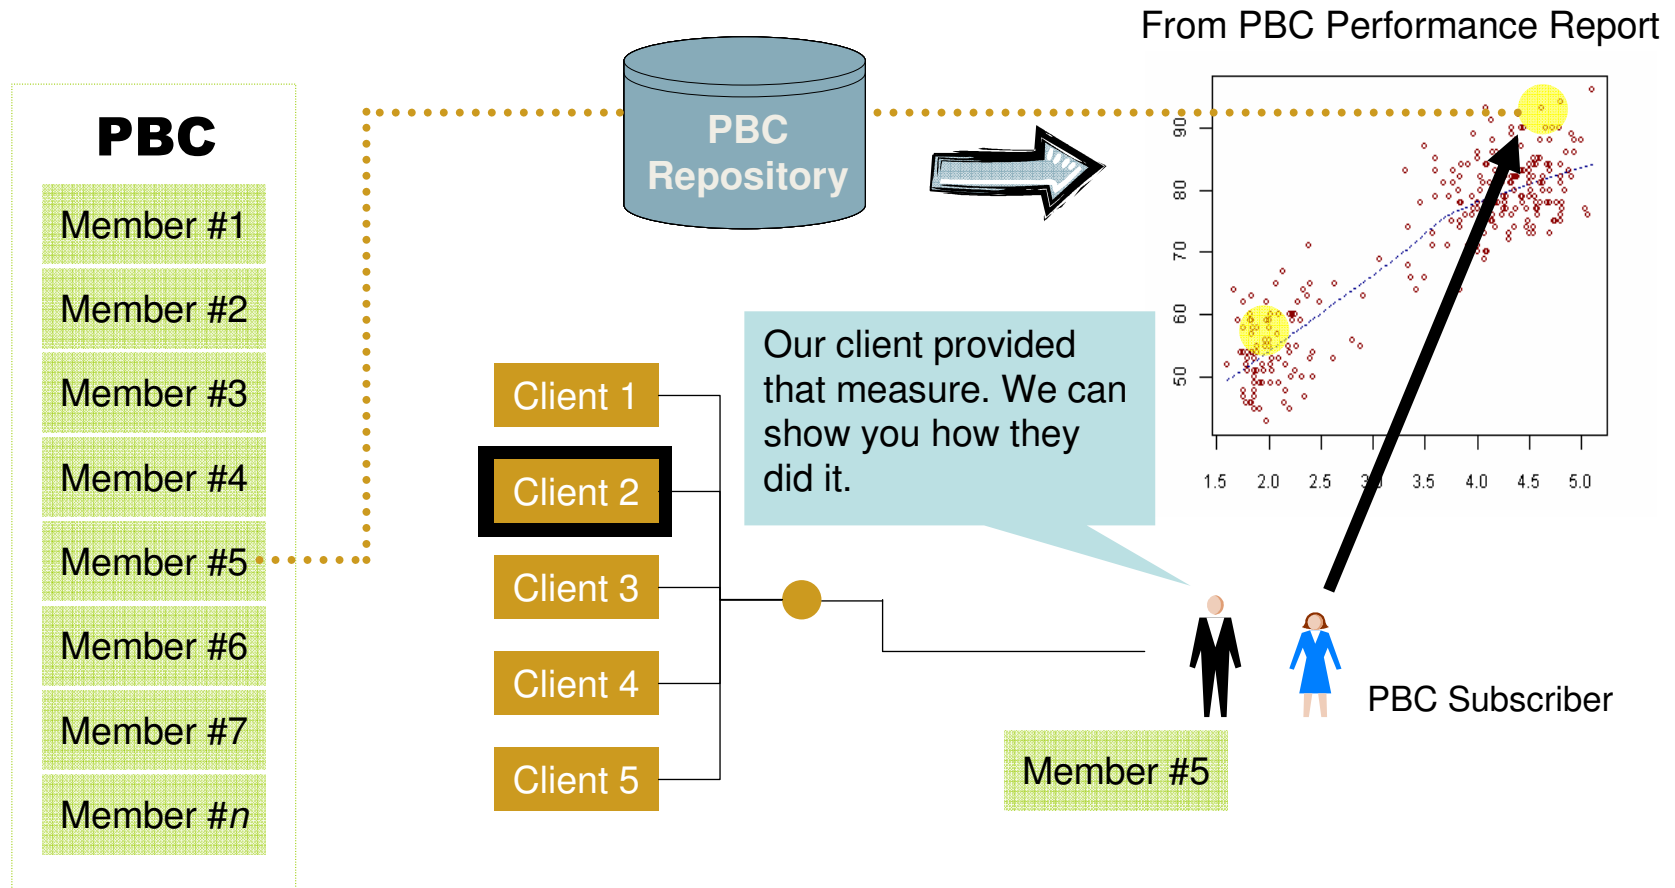 From PBC Performance Report
PBC
Member #1
Member #2
Member #3
Member #4
Member #5
Member #6
Member #7
Member #n
PBC
Repository
90
80
70
60
50
1.5 2.0 2.5 3.5 4.0 4.5 5.0
Client 1
Client 2
Client 3
Client 4
Client 5
Our client provided
that measure. We can
show you how they
did it.
PBC Subscriber
Member #5